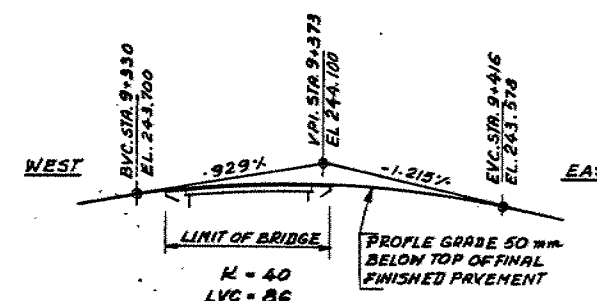 BVC. STA. 9+330
EL. 243.700
VPI. STA. 9+373
EL 244.100
EVC. STA. 9+416
EL. 243.578
WEST
.929%
-1.215%
EA
LIMIT OF BRIDGE
PROFLE GRADE 50 mm
BELOW TOP OF FINAL
FINISHED PAVEMENT
K = 40
LVC = 86